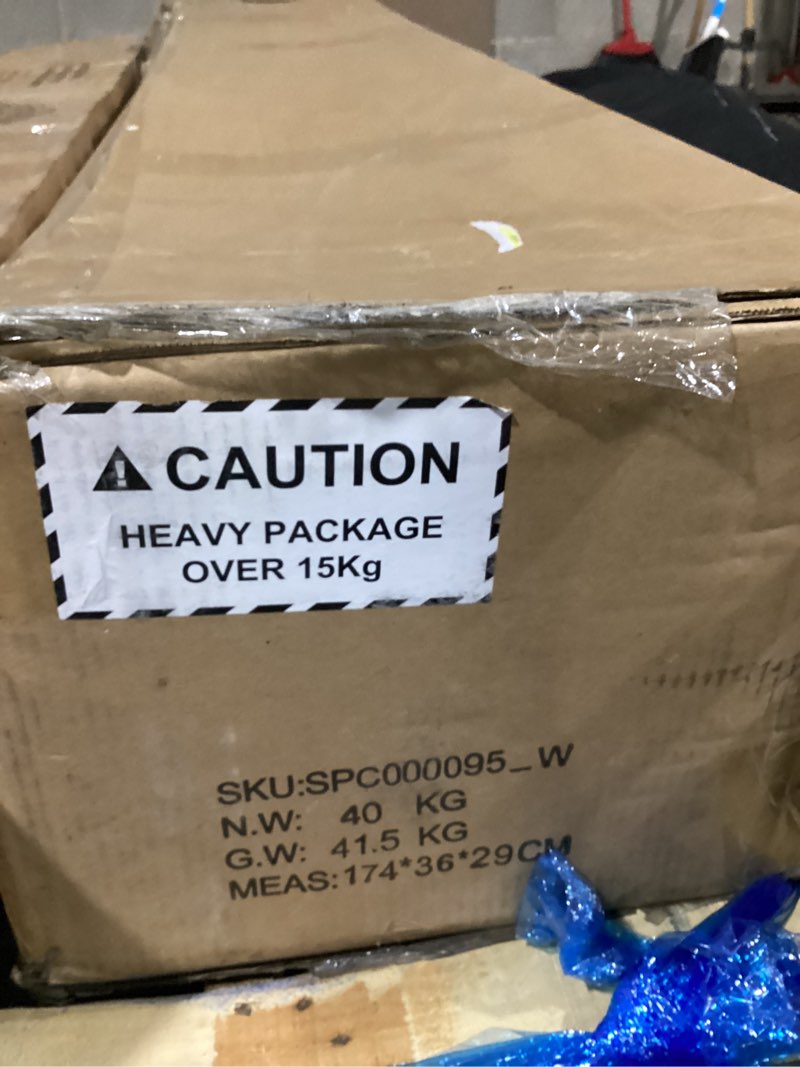 CAUTION
HEAVY PACKAGE
OVER 15Kg
SKU:SPC000095_W
N.W: 40 KG
G.W: 41.5 KG
MEAS:174*36*29CM